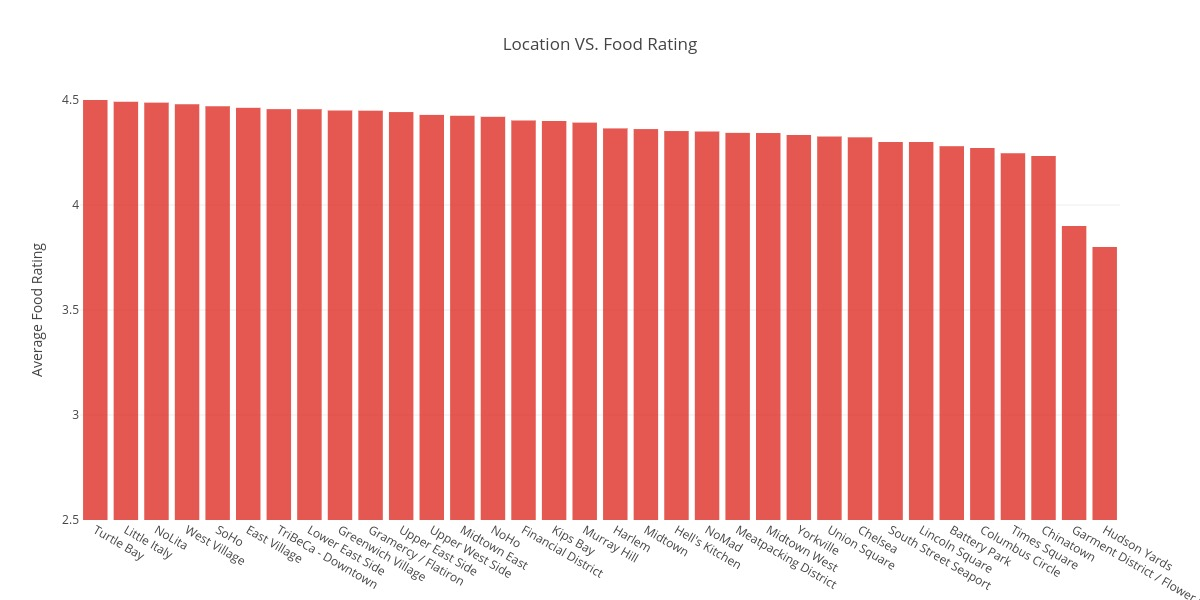 Location VS. Food Rating
Average Food Rating
4.5
4
3.5
3
2.5
Turtle Bay
Little Italy
NoLita
West Village
SoHo
East Village
TriBeCa - Downtown
Lower East Side
Greenwich Village
Gramercy / Flatiron
Upper East Side
Upper West Side
Midtown East
NoHo
Financial District
Kips Bay
Murray Hill
Harlem
Midtown
Hell's Kitchen
NoMad
Meatpacking District
Midtown West
Yorkville
Union Square
Chelsea
South Street Seaport
Lincoln Square
Battery Park
Columbus Circle
Times Square
Chinatown
Garment District / Flower
Hudson Yards